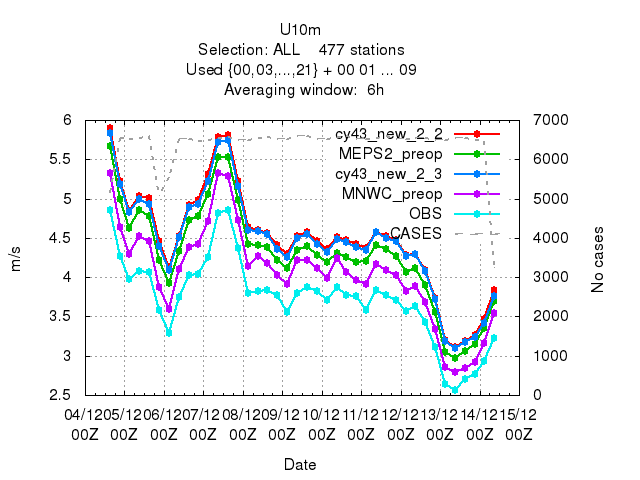 U10m
Selection: ALL 477 stations
Used {00,03,...,21} + 00 01 ... 09
Averaging window: 6h
6
5.5
5
4.5
4
3.5
3
2.5
m/s
7000
6000
5000
4000
3000
2000
1000
0
No cases
cy43_new_2_2
MEPS2_preop
cy43_new_2_3
MNWC_preop
OBS
CASES
04/12 05/12 06/12 07/12 08/12 09/12 10/12 11/12 12/12 13/12 14/12 15/12
00Z 00Z 00Z 00Z 00Z 00Z 00Z 00Z 00Z 00Z 00Z 00Z
Date